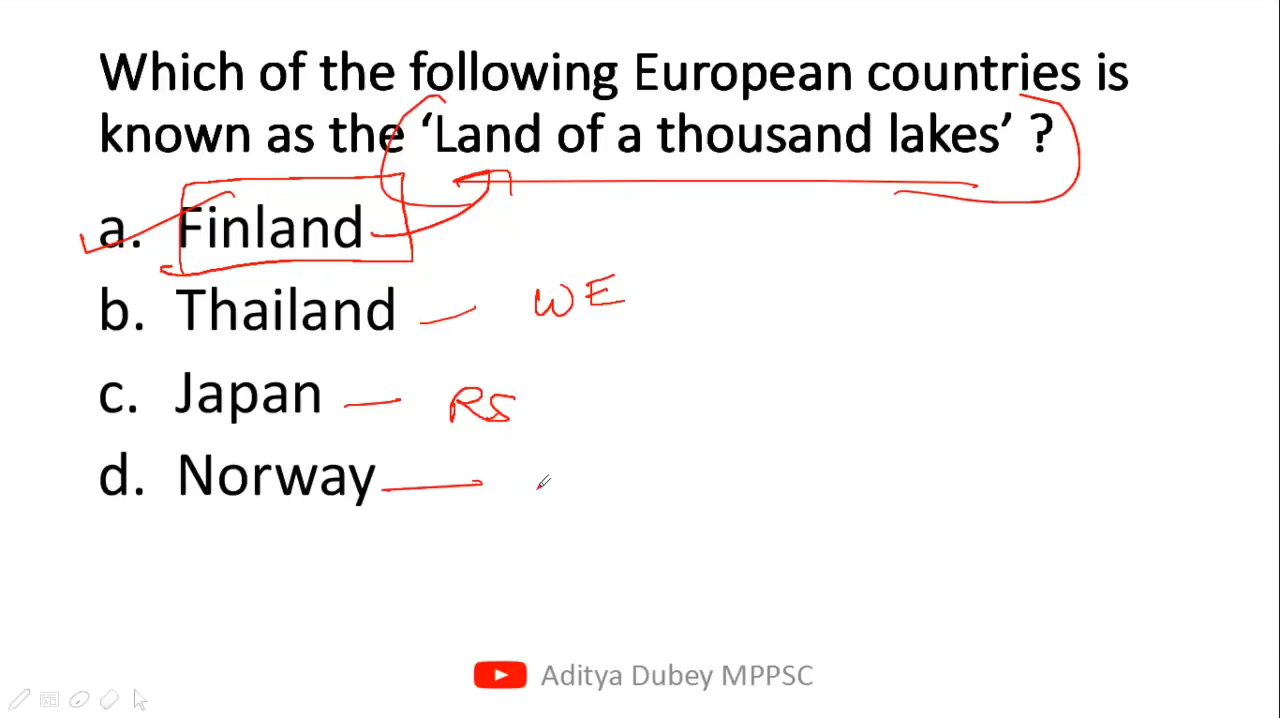 Which of the following European countries is
known as the ‘Land of a thousand lakes’ ?
a. Finland
b. Thailand – WE
c. Japan – RS
d. Norway –
Aditya Dubey MPPSC